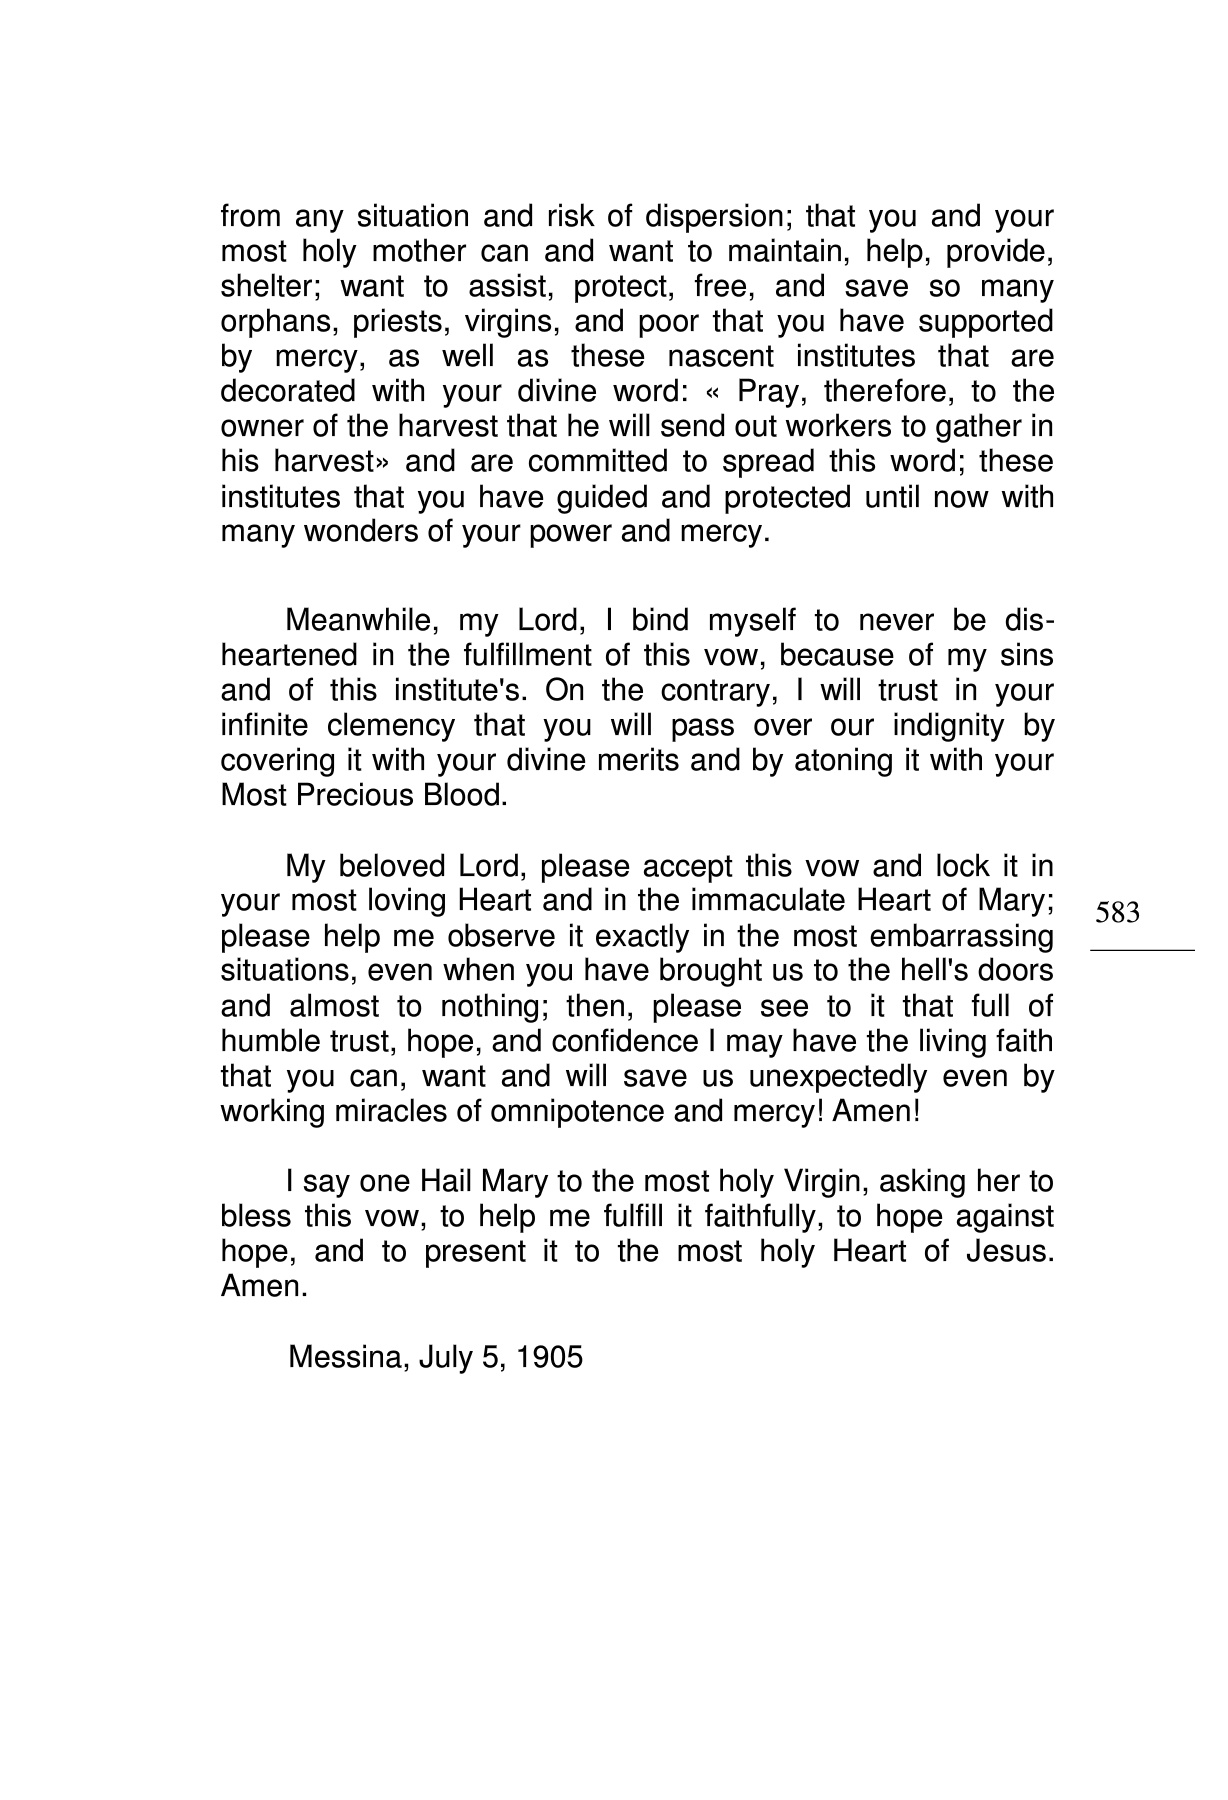 from any situation and risk of dispersion; that you and your
most holy mother can and want to maintain, help, provide,
shelter; want to assist, protect, free, and save so many
orphans, priests, virgins, and poor that you have supported
by mercy, as well as these nascent institutes that are
decorated with your divine word: « Pray, therefore, to the
owner of the harvest that he will send out workers to gather in
his harvest» and are committed to spread this word; these
institutes that you have guided and protected until now with
many wonders of your power and mercy.
Meanwhile, my Lord, I bind myself to never be dis-
heartened in the fulfillment of this vow, because of my sins
and of this institute's. On the contrary, I will trust in your
infinite clemency that you will pass over our indignity by
covering it with your divine merits and by atoning it with your
Most Precious Blood.
My beloved Lord, please accept this vow and lock it in
your most loving Heart and in the immaculate Heart of Mary;
please help me observe it exactly in the most embarrassing
situations, even when you have brought us to the hell's doors
and almost to nothing; then, please see to it that full of
humble trust, hope, and confidence I may have the living faith
that you can, want and will save us unexpectedly even by
working miracles of omnipotence and mercy! Amen!
I say one Hail Mary to the most holy Virgin, asking her to
bless this vow, to help me fulfill it faithfully, to hope against
hope, and to present it to the most holy Heart of Jesus.
Amen.
Messina, July 5, 1905
583